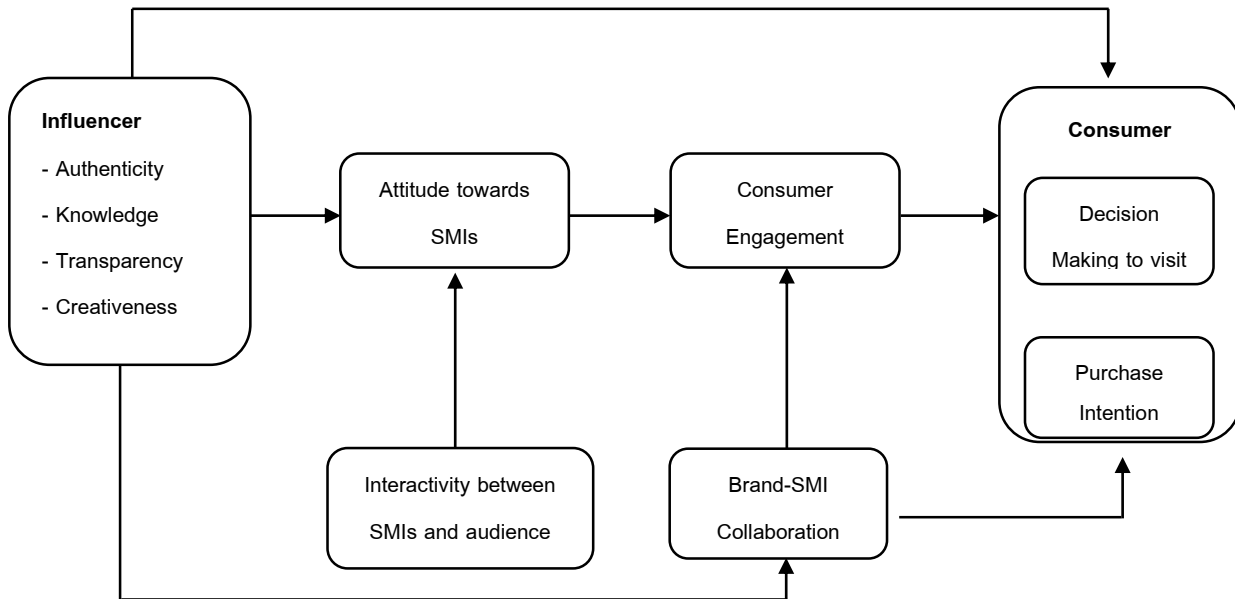 Influencer
- Authenticity
- Knowledge
- Transparency
- Creativeness
Attitude towards
SMIs
Consumer
Engagement
Consumer
Decision
Making to visit
Purchase
Intention
Interactivity between
SMIs and audience
Brand-SMI
Collaboration